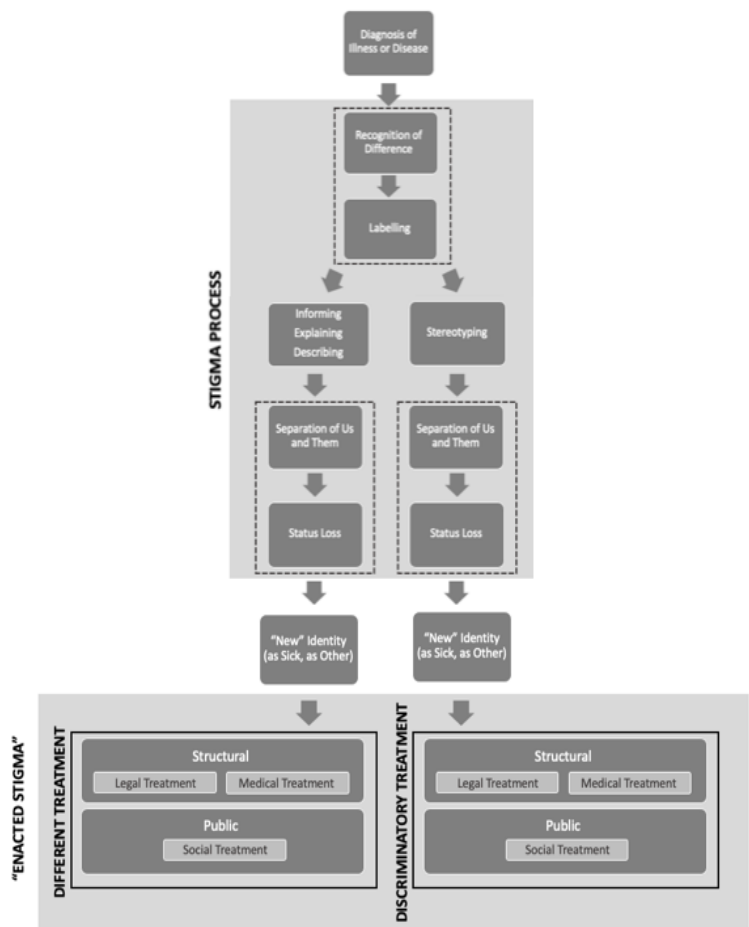 Diagnosis of
Illness or Disease
STIGMA PROCESS
Recognition of
Difference
Labelling
Informing
Explaining
Describing
Stereotyping
Separation of Us
and Them
Separation of Us
and Them
Status Loss
Status Loss
“New” Identity
(as Sick, as Other)
“New” Identity
(as Sick, as Other)
“ENACTED STIGMA”
DIFFERENT TREATMENT
Structural
Legal Treatment
Medical Treatment
Public
Social Treatment
DISCRIMINATORY TREATMENT
Structural
Legal Treatment
Medical Treatment
Public
Social Treatment